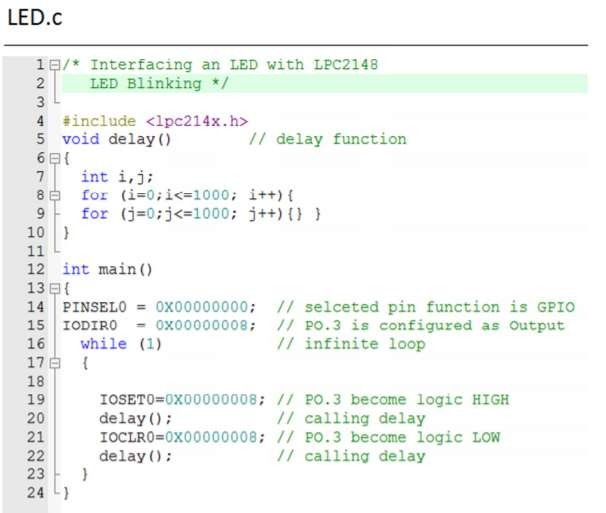 LED.c
1 /* Interfacing an LED with LPC2148
2 LED Blinking */
3
4 #include <lpc214x.h>
5 void delay() // delay function
6 {
7 int i,j;
8 for (i=0;i<=1000; i++){
9 for (j=0;j<=1000; j++){} }
10 }
11
12 int main()
13 {
14 PINSEL0 = 0X00000000; // selceted pin function is GPIO
15 IODIR0 = 0X00000008; // PO.3 is configured as Output
16 while (1) // infinite loop
17 {
18
19 IOSET0=0X00000008; // PO.3 become logic HIGH
20 delay(); // calling delay
21 IOCLR0=0X00000008; // PO.3 become logic LOW
22 delay(); // calling delay
23 }
24 }